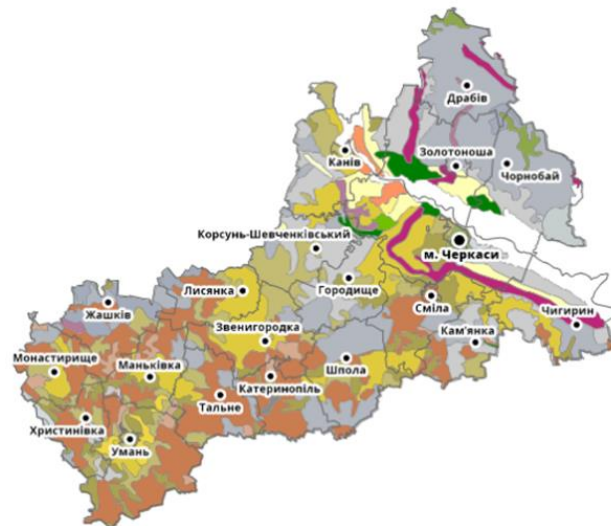 Драбів
Золотоноша
Канів
Чорнобай
Корсунь-Шевченківський
м. Черкаси
Лисянка
Городище
Сміла
Жашків
Чигирин
Звенигородка
Кам'янка
Монастирище
Маньківка
Шпола
Катеринопіль
Тальне
Христинівка
Умань